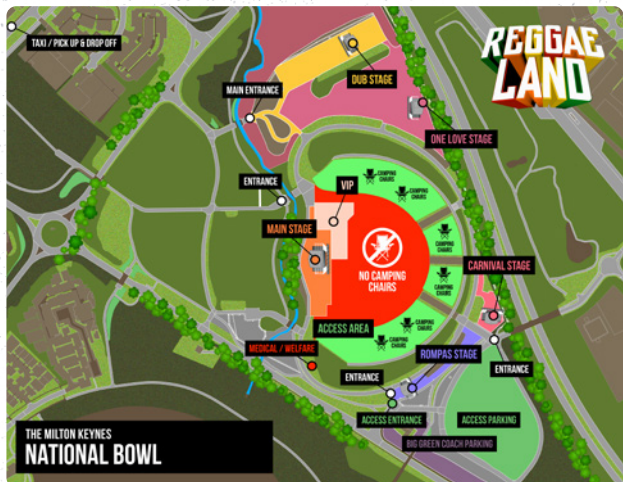 TAXI / PICK UP & DROP OFF
REGGAE
LAND
DUB STAGE
MAIN ENTRANCE
ONE LOVE STAGE
CAMPING
CHAIRS
CAMPING
CHAIRS
ENTRANCE
VIP
MAIN STAGE
CAMPING
CHAIRS
NO CAMPING
CHAIRS
CARNIVAL STAGE
CAMPING
CHAIRS
ACCESS AREA
CAMPING
CHAIRS
CAMPING
CHAIRS
MEDICAL / WELFARE
ROMPAS STAGE
ENTRANCE
ENTRANCE
ACCESS ENTRANCE
ACCESS PARKING
BIG GREEN COACH PARKING
THE MILTON KEYNES
NATIONAL BOWL